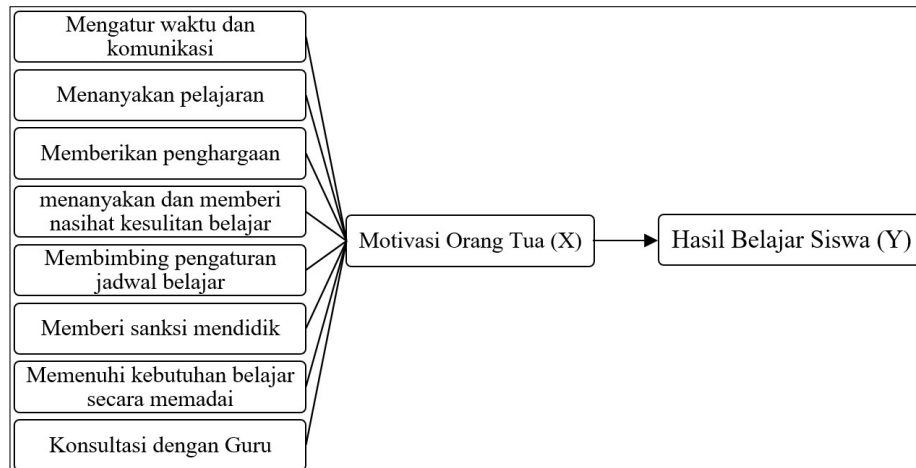 Mengatur waktu dan
komunikasi
Menanyakan pelajaran
Memberikan penghargaan
menanyakan dan memberi
nasihat kesulitan belajar
Membimbing pengaturan
jadwal belajar
Memberi sanksi mendidik
Memenuhi kebutuhan belajar
secara memadai
Konsultasi dengan Guru
Motivasi Orang Tua (X)
Hasil Belajar Siswa (Y)